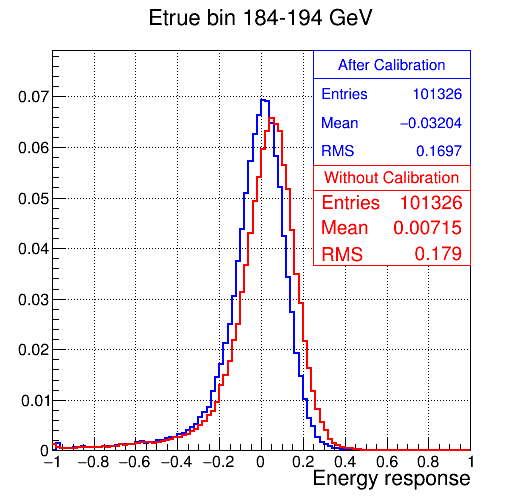 Etrue bin 184-194 GeV
After Calibration
Entries 101326
Mean −0.03204
RMS 0.1697
Without Calibration
Entries 101326
Mean 0.00715
RMS 0.179
0.07
0.06
0.05
0.04
0.03
0.02
0.01
0
−1 −0.8 −0.6 −0.4 −0.2 0 0.2 0.4 0.6 0.8 1
Energy response